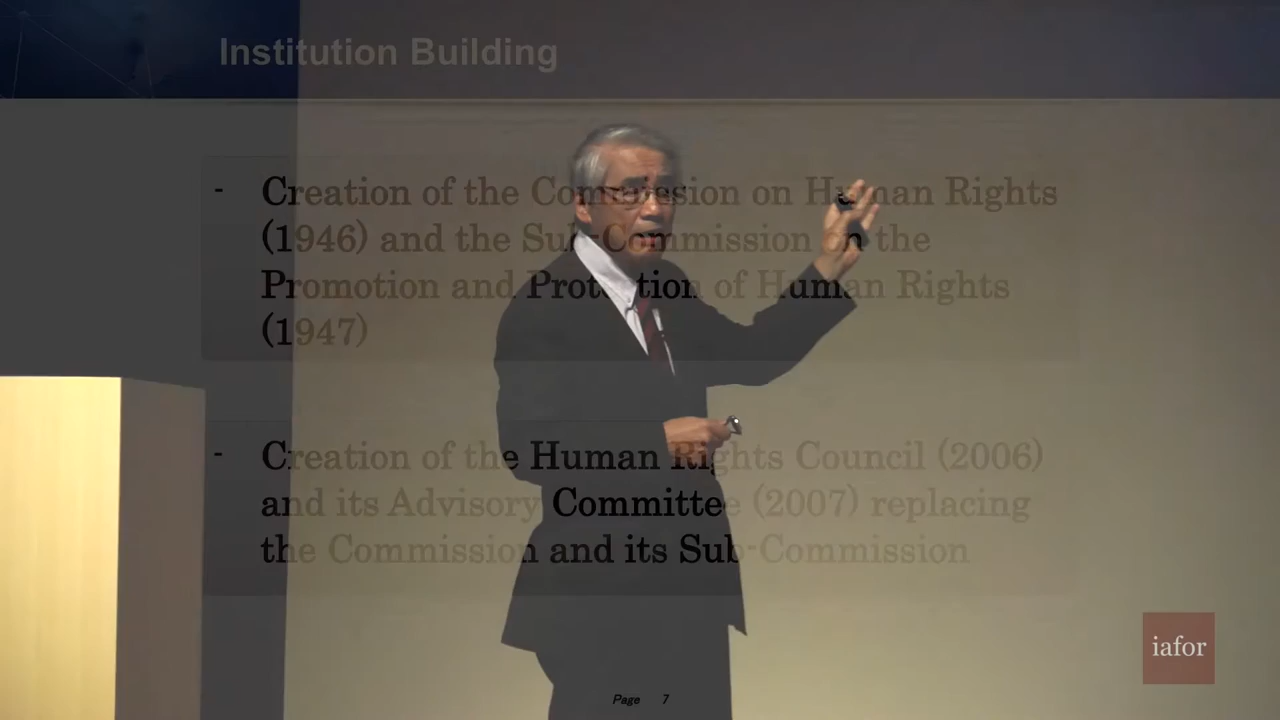 Institution Building
- Creation of the Commission on Human Rights
(1946) and the Sub-Commission on the
Promotion and Protection of Human Rights
(1947)
- Creation of the Human Rights Council (2006)
and its Advisory Committee (2007) replacing
the Commission and its Sub-Commission
iafor
Page 7